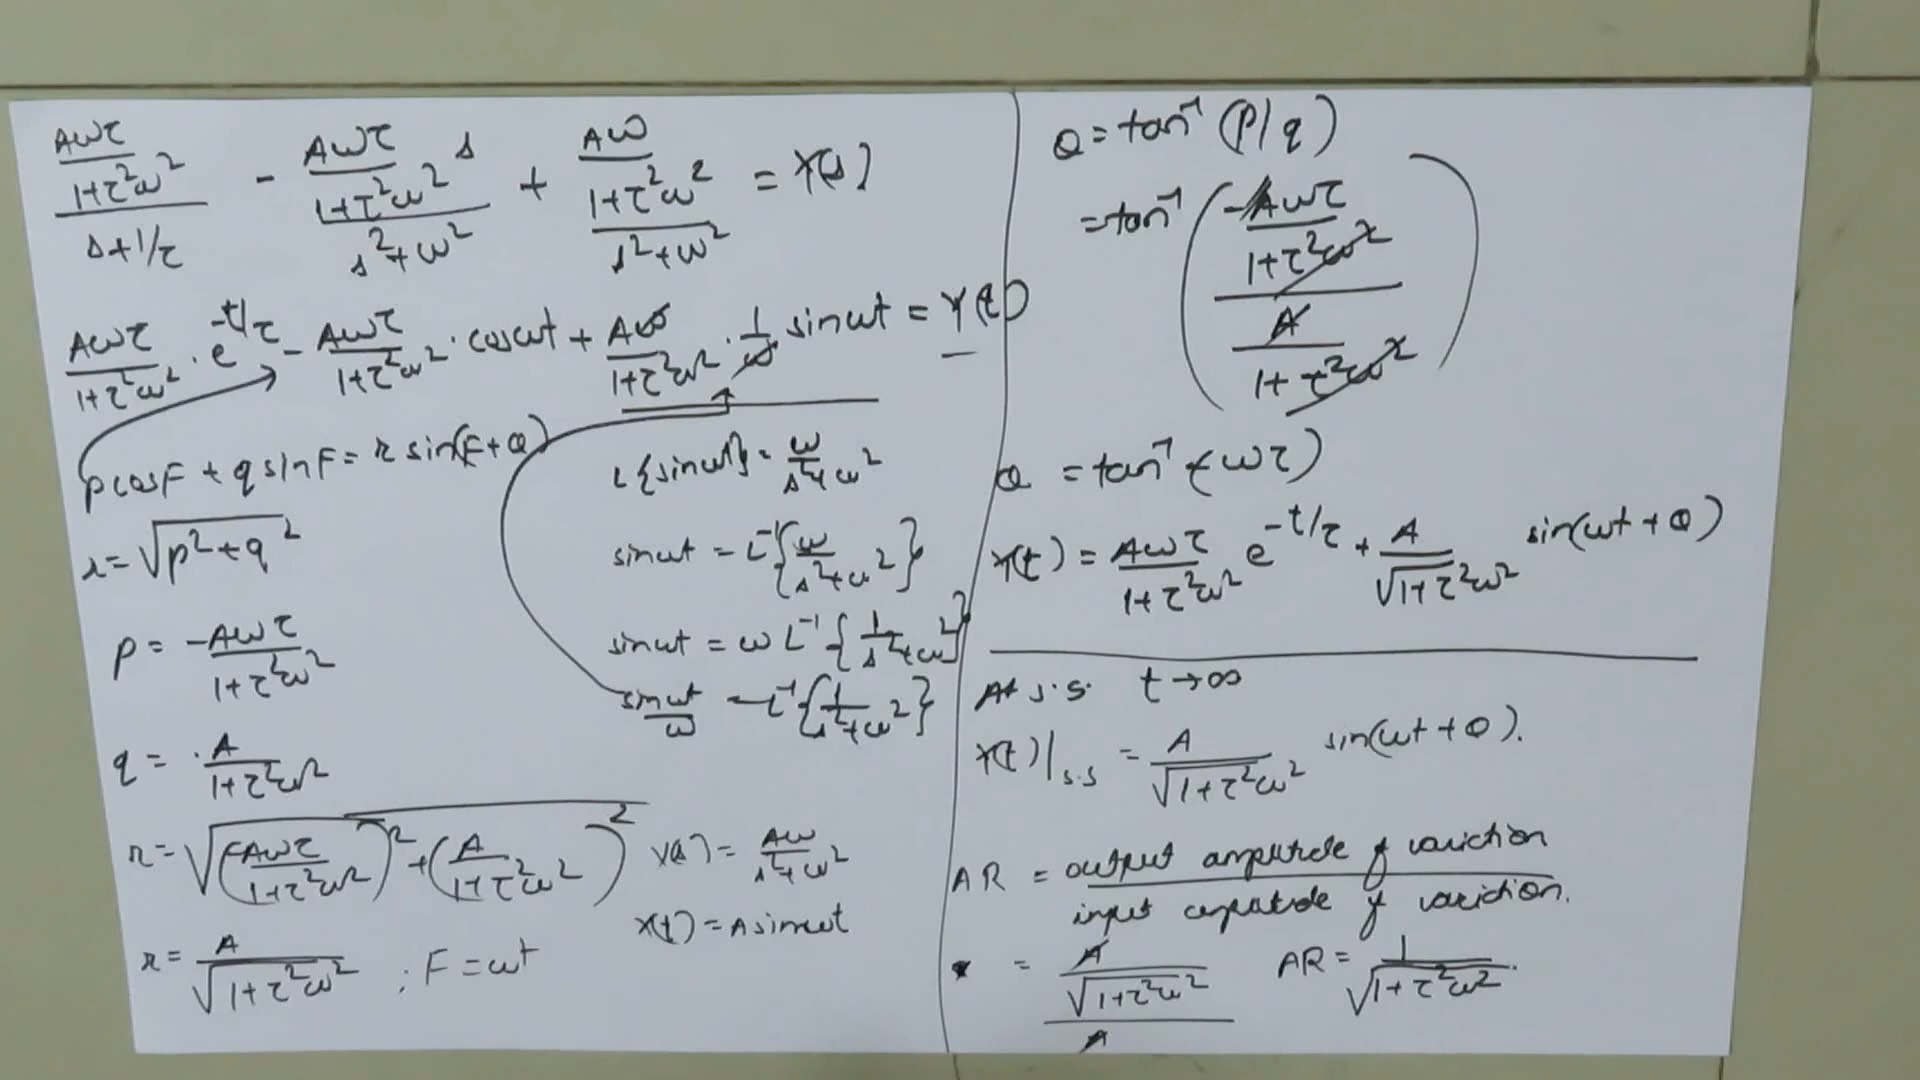 (Aωτ/(1+τ²ω²))/(s+1/τ) - (Aωτ/(1+τ²ω²) s)/(s²+ω²) + (Aω/(1+τ²ω²))/(s²+ω²) = Y(s)
Aωτ/(1+τ²ω²) · e^(-t/τ) - Aωτ/(1+τ²ω²) · cosωt + Aω/(1+τ²ω²) · 1/ω sinωt = Y(t)
p cosF + q sinF = r sin(F+θ)
r = √(p²+q²)
p = -Aωτ/(1+τ²ω²)
q = A/(1+τ²ω²)
r = √((-Aωτ/(1+τ²ω²))² + (A/(1+τ²ω²))²)
r = A/√(1+τ²ω²) ; F = ωt
L{sinωt} = ω/(s²+ω²)
sinωt = L⁻¹{ω/(s²+ω²)}
sinωt = ω L⁻¹{1/(s²+ω²)}
sinωt/ω = L⁻¹{1/(s²+ω²)}
X(s) = Aω/(s²+ω²)
X(t) = A sinωt
θ = tan⁻¹(p/q)
= tan⁻¹((-Aωτ/(1+τ²ω²))/(A/(1+τ²ω²)))
θ = tan⁻¹(-ωτ)
Y(t) = Aωτ/(1+τ²ω²) e^(-t/τ) + A/√(1+τ²ω²) sin(ωt+θ)
At s.s. t→∞
Y(t)|s.s = A/√(1+τ²ω²) sin(ωt+θ).
AR = output amplitude of variation
input amplitude of variation.
= (A/√(1+τ²ω²))/A AR = 1/√(1+τ²ω²).